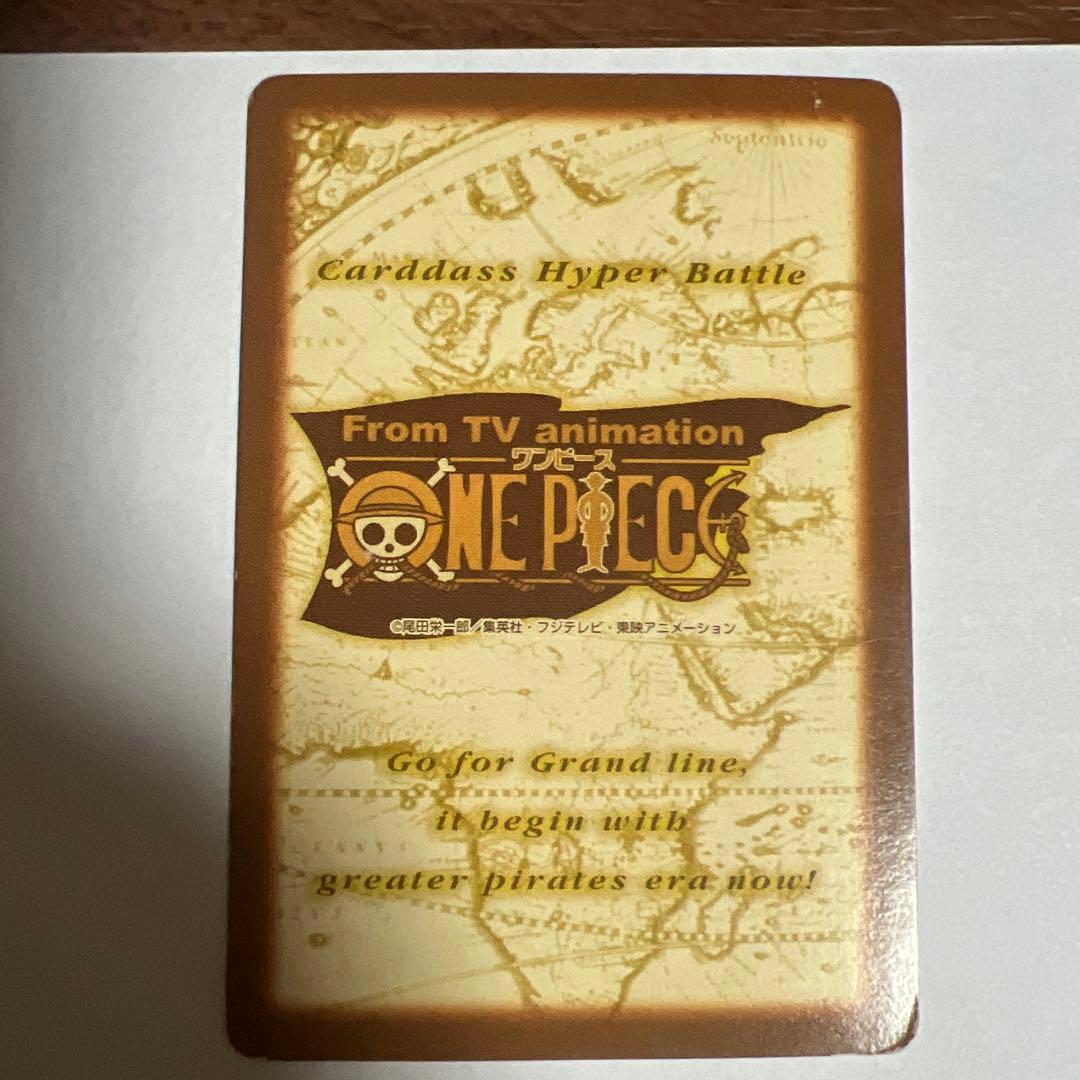 Septentrio
Carddass Hyper Battle
From TV animation
ワンピース
ONE PIECE
©尾田栄一郎／集英社・フジテレビ・東映アニメーション
Go for Grand line,
it begin with
greater pirates era now!